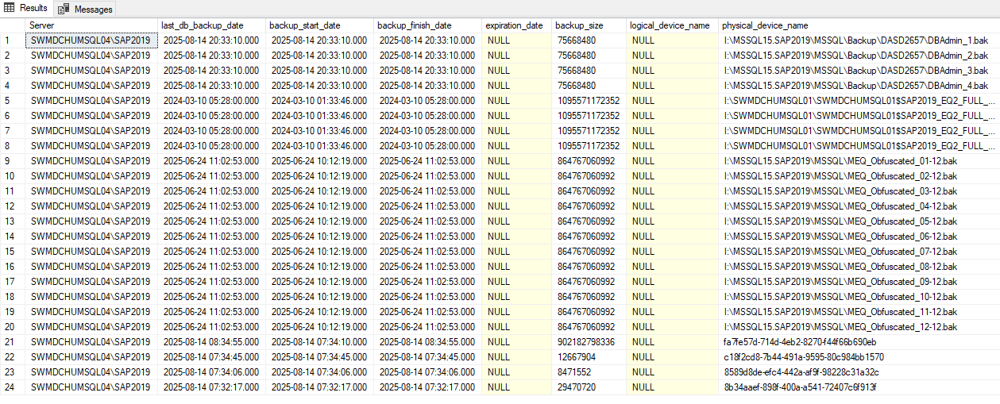 Results Messages
Server last_db_backup_date backup_start_date backup_finish_date expiration_date backup_size logical_device_name physical_device_name
1 SWMDCHUMSQL04\SAP2019 2025-08-14 20:33:10.000 2025-08-14 20:33:10.000 2025-08-14 20:33:10.000 NULL 75668480 NULL I:\MSSQL15.SAP2019\MSSQL\Backup\DASD2657\DBAdmin_1.bak
2 SWMDCHUMSQL04\SAP2019 2025-08-14 20:33:10.000 2025-08-14 20:33:10.000 2025-08-14 20:33:10.000 NULL 75668480 NULL I:\MSSQL15.SAP2019\MSSQL\Backup\DASD2657\DBAdmin_2.bak
3 SWMDCHUMSQL04\SAP2019 2025-08-14 20:33:10.000 2025-08-14 20:33:10.000 2025-08-14 20:33:10.000 NULL 75668480 NULL I:\MSSQL15.SAP2019\MSSQL\Backup\DASD2657\DBAdmin_3.bak
4 SWMDCHUMSQL04\SAP2019 2025-08-14 20:33:10.000 2025-08-14 20:33:10.000 2025-08-14 20:33:10.000 NULL 75668480 NULL I:\MSSQL15.SAP2019\MSSQL\Backup\DASD2657\DBAdmin_4.bak
5 SWMDCHUMSQL04\SAP2019 2024-03-10 05:28:00.000 2024-03-10 01:33:46.000 2024-03-10 05:28:00.000 NULL 1095571172352 NULL I:\SWMDCHUMSQL01\SWMDCHUMSQL01$SAP2019_EQ2_FULL_...
6 SWMDCHUMSQL04\SAP2019 2024-03-10 05:28:00.000 2024-03-10 01:33:46.000 2024-03-10 05:28:00.000 NULL 1095571172352 NULL I:\SWMDCHUMSQL01\SWMDCHUMSQL01$SAP2019_EQ2_FULL_...
7 SWMDCHUMSQL04\SAP2019 2024-03-10 05:28:00.000 2024-03-10 01:33:46.000 2024-03-10 05:28:00.000 NULL 1095571172352 NULL I:\SWMDCHUMSQL01\SWMDCHUMSQL01$SAP2019_EQ2_FULL_...
8 SWMDCHUMSQL04\SAP2019 2024-03-10 05:28:00.000 2024-03-10 01:33:46.000 2024-03-10 05:28:00.000 NULL 1095571172352 NULL I:\SWMDCHUMSQL01\SWMDCHUMSQL01$SAP2019_EQ2_FULL_...
9 SWMDCHUMSQL04\SAP2019 2025-06-24 11:02:53.000 2025-06-24 10:12:19.000 2025-06-24 11:02:53.000 NULL 864767060992 NULL I:\MSSQL15.SAP2019\MSSQL\MEQ_Obfuscated_01-12.bak
10 SWMDCHUMSQL04\SAP2019 2025-06-24 11:02:53.000 2025-06-24 10:12:19.000 2025-06-24 11:02:53.000 NULL 864767060992 NULL I:\MSSQL15.SAP2019\MSSQL\MEQ_Obfuscated_02-12.bak
11 SWMDCHUMSQL04\SAP2019 2025-06-24 11:02:53.000 2025-06-24 10:12:19.000 2025-06-24 11:02:53.000 NULL 864767060992 NULL I:\MSSQL15.SAP2019\MSSQL\MEQ_Obfuscated_03-12.bak
12 SWMDCHUMSQL04\SAP2019 2025-06-24 11:02:53.000 2025-06-24 10:12:19.000 2025-06-24 11:02:53.000 NULL 864767060992 NULL I:\MSSQL15.SAP2019\MSSQL\MEQ_Obfuscated_04-12.bak
13 SWMDCHUMSQL04\SAP2019 2025-06-24 11:02:53.000 2025-06-24 10:12:19.000 2025-06-24 11:02:53.000 NULL 864767060992 NULL I:\MSSQL15.SAP2019\MSSQL\MEQ_Obfuscated_05-12.bak
14 SWMDCHUMSQL04\SAP2019 2025-06-24 11:02:53.000 2025-06-24 10:12:19.000 2025-06-24 11:02:53.000 NULL 864767060992 NULL I:\MSSQL15.SAP2019\MSSQL\MEQ_Obfuscated_06-12.bak
15 SWMDCHUMSQL04\SAP2019 2025-06-24 11:02:53.000 2025-06-24 10:12:19.000 2025-06-24 11:02:53.000 NULL 864767060992 NULL I:\MSSQL15.SAP2019\MSSQL\MEQ_Obfuscated_07-12.bak
16 SWMDCHUMSQL04\SAP2019 2025-06-24 11:02:53.000 2025-06-24 10:12:19.000 2025-06-24 11:02:53.000 NULL 864767060992 NULL I:\MSSQL15.SAP2019\MSSQL\MEQ_Obfuscated_08-12.bak
17 SWMDCHUMSQL04\SAP2019 2025-06-24 11:02:53.000 2025-06-24 10:12:19.000 2025-06-24 11:02:53.000 NULL 864767060992 NULL I:\MSSQL15.SAP2019\MSSQL\MEQ_Obfuscated_09-12.bak
18 SWMDCHUMSQL04\SAP2019 2025-06-24 11:02:53.000 2025-06-24 10:12:19.000 2025-06-24 11:02:53.000 NULL 864767060992 NULL I:\MSSQL15.SAP2019\MSSQL\MEQ_Obfuscated_10-12.bak
19 SWMDCHUMSQL04\SAP2019 2025-06-24 11:02:53.000 2025-06-24 10:12:19.000 2025-06-24 11:02:53.000 NULL 864767060992 NULL I:\MSSQL15.SAP2019\MSSQL\MEQ_Obfuscated_11-12.bak
20 SWMDCHUMSQL04\SAP2019 2025-06-24 11:02:53.000 2025-06-24 10:12:19.000 2025-06-24 11:02:53.000 NULL 864767060992 NULL I:\MSSQL15.SAP2019\MSSQL\MEQ_Obfuscated_12-12.bak
21 SWMDCHUMSQL04\SAP2019 2025-08-14 08:34:55.000 2025-08-14 07:34:10.000 2025-08-14 08:34:55.000 NULL 902182798336 NULL fa7fe57d-714d-4eb2-8270-f44f66b690eb
22 SWMDCHUMSQL04\SAP2019 2025-08-14 07:34:45.000 2025-08-14 07:34:45.000 2025-08-14 07:34:45.000 NULL 12667904 NULL c18f2cd8-7b44-491a-9595-80c984bb1570
23 SWMDCHUMSQL04\SAP2019 2025-08-14 07:34:06.000 2025-08-14 07:34:06.000 2025-08-14 07:34:06.000 NULL 8471552 NULL 8589d8de-efc4-442a-af9f-98228c31a32c
24 SWMDCHUMSQL04\SAP2019 2025-08-14 07:32:17.000 2025-08-14 07:32:17.000 2025-08-14 07:32:17.000 NULL 29470720 NULL 8b34aaef-898f-400a-a541-72407c6f913f